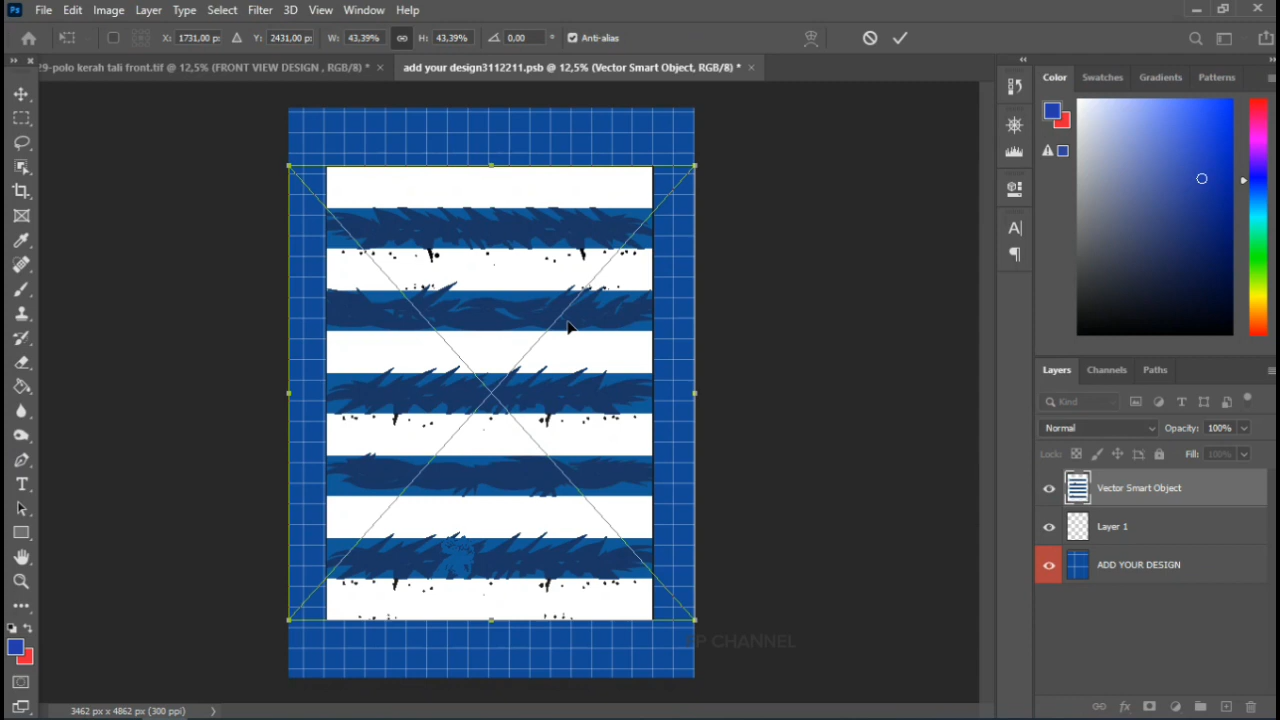 Ps File Edit Image Layer Type Select Filter 3D View Window Help
X: 1731,00 px Y: 2431,00 px W: 43,39% H: 43,39% 0,00 ° Anti-alias
29-polo kerah tali front.tif @ 12,5% (FRONT VIEW DESIGN , RGB/8) * × add your design3112211.psb @ 12,5% (Vector Smart Object, RGB/8) * ×
Color Swatches Gradients Patterns
Layers Channels Paths
Kind
Normal Opacity: 100%
Lock: Fill: 100%
Vector Smart Object
Layer 1
ADD YOUR DESIGN
P CHANNEL
3462 px x 4862 px (300 ppi)